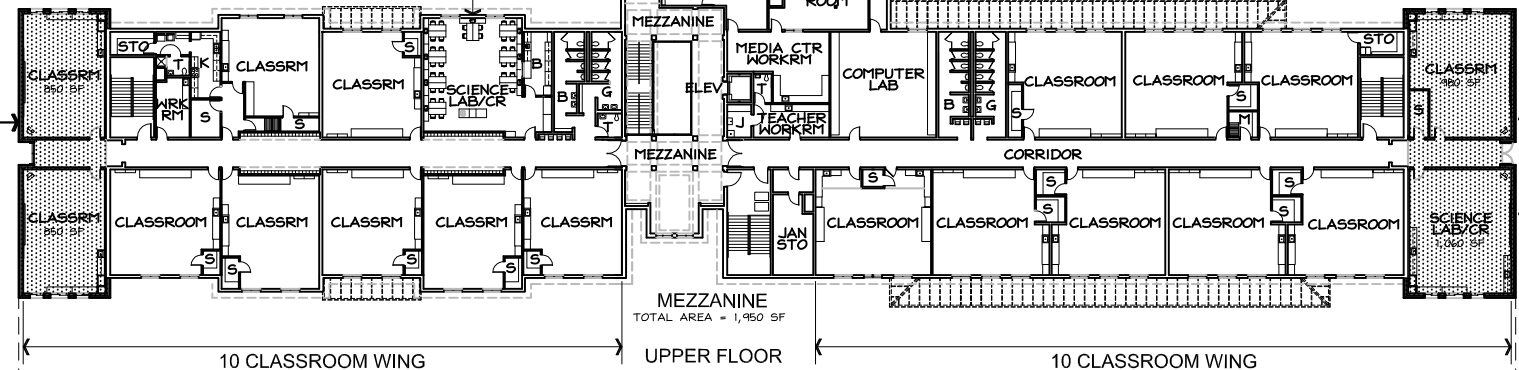 ROOM
MEZZANINE
STO
T
K
CLASSRM
850 SF
CLASSRM
CLASSRM
S
SCIENCE
LAB/CR
B
B
G
T
WRK
RM
S
S
MEDIA CTR
WORKRM
ELEV
T
J
TEACHER
WORKRM
COMPUTER
LAB
B
G
CLASSROOM
S
CLASSROOM
S
M
CLASSROOM
STO
CLASSRM
980 SF
S
MEZZANINE
CORRIDOR
CLASSRM
850 SF
CLASSROOM
S
CLASSRM
S
CLASSRM
S
CLASSRM
S
CLASSRM
S
JAN
STO
CLASSROOM
S
CLASSROOM
S
S
CLASSROOM
CLASSROOM
S
S
CLASSROOM
SCIENCE
LAB/CR
1,060 SF
MEZZANINE
TOTAL AREA = 1,950 SF
UPPER FLOOR
10 CLASSROOM WING
10 CLASSROOM WING